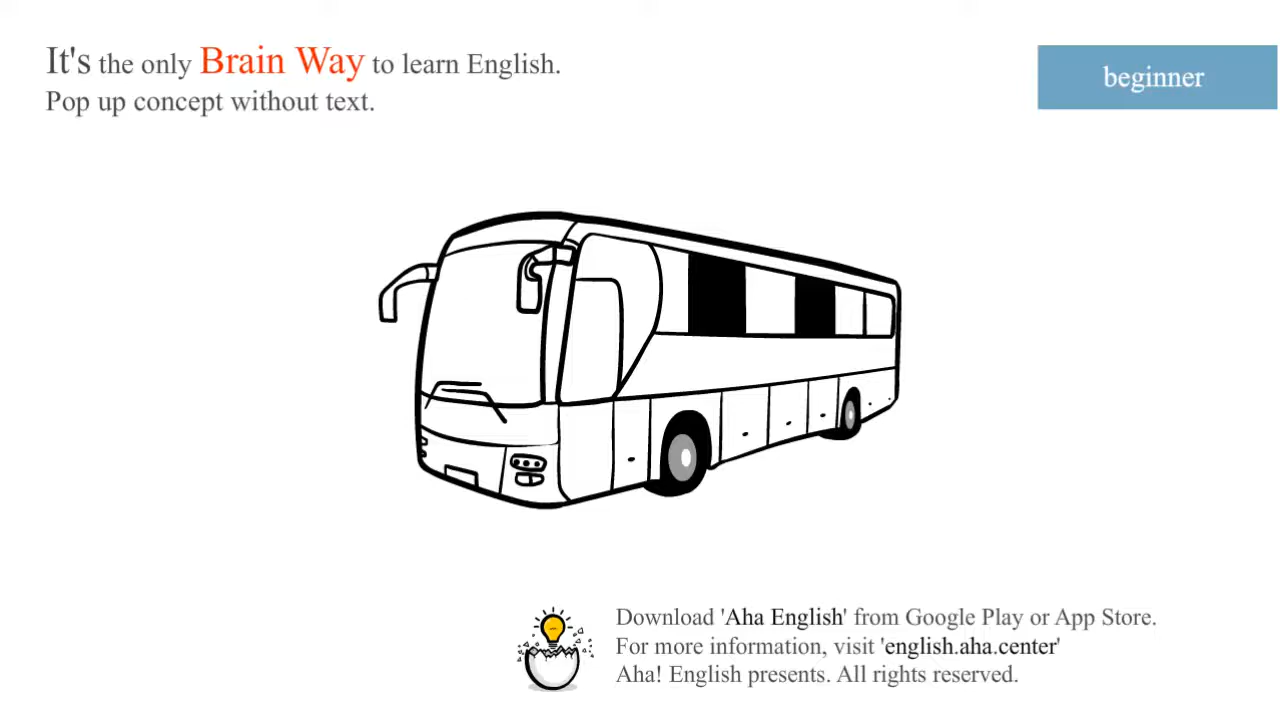 It's the only Brain Way to learn English.
Pop up concept without text.
beginner
Download 'Aha English' from Google Play or App Store.
For more information, visit 'english.aha.center'
Aha! English presents. All rights reserved.